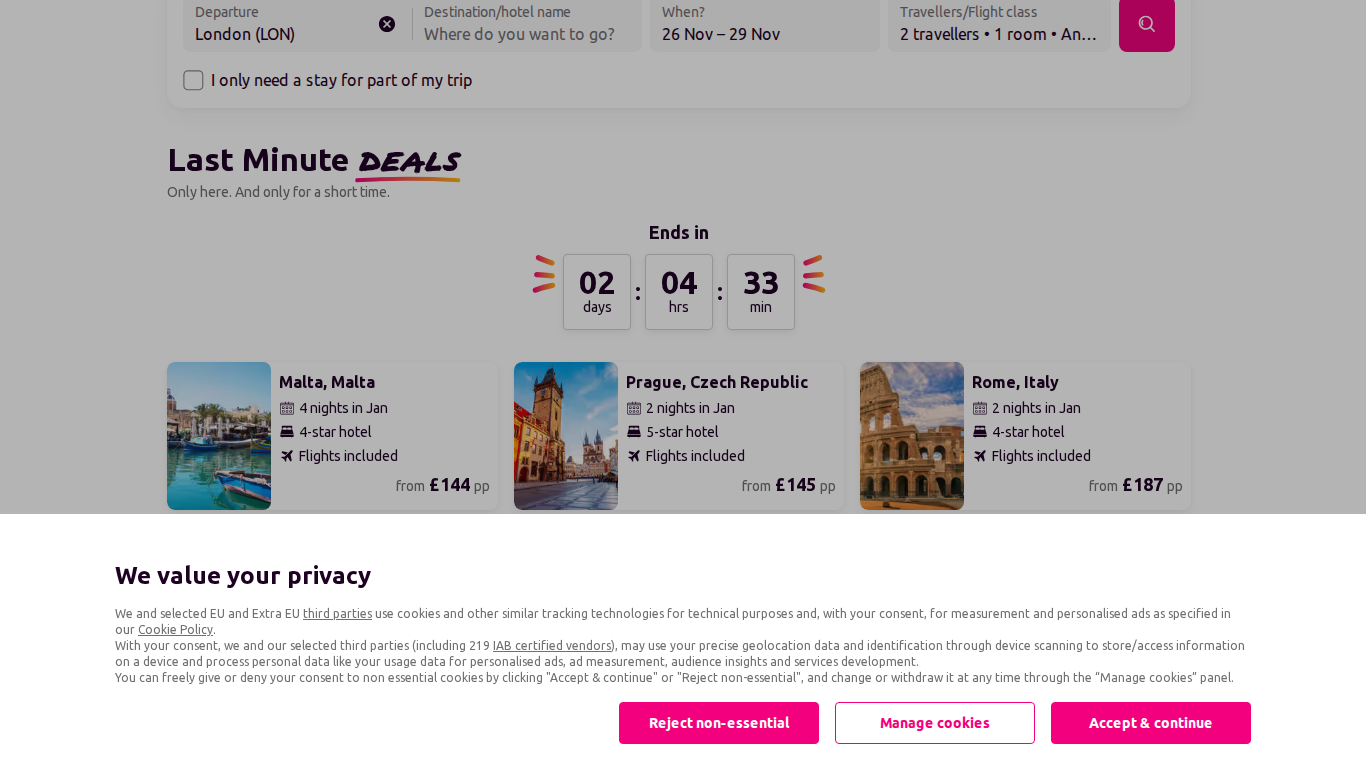 Departure
London (LON)
Destination/hotel name
Where do you want to go?
When?
26 Nov – 29 Nov
Travellers/Flight class
2 travellers • 1 room • An…
I only need a stay for part of my trip
Last Minute DEALS
Only here. And only for a short time.
Ends in
02 : 04 : 33
days hrs min
Malta, Malta
4 nights in Jan
4-star hotel
Flights included
from £144 pp
Prague, Czech Republic
2 nights in Jan
5-star hotel
Flights included
from £145 pp
Rome, Italy
2 nights in Jan
4-star hotel
Flights included
from £187 pp
We value your privacy
We and selected EU and Extra EU third parties use cookies and other similar tracking technologies for technical purposes and, with your consent, for measurement and personalised ads as specified in
our Cookie Policy.
With your consent, we and our selected third parties (including 219 IAB certified vendors), may use your precise geolocation data and identification through device scanning to store/access information
on a device and process personal data like your usage data for personalised ads, ad measurement, audience insights and services development.
You can freely give or deny your consent to non essential cookies by clicking "Accept & continue" or "Reject non-essential", and change or withdraw it at any time through the “Manage cookies” panel.
Reject non-essential
Manage cookies
Accept & continue